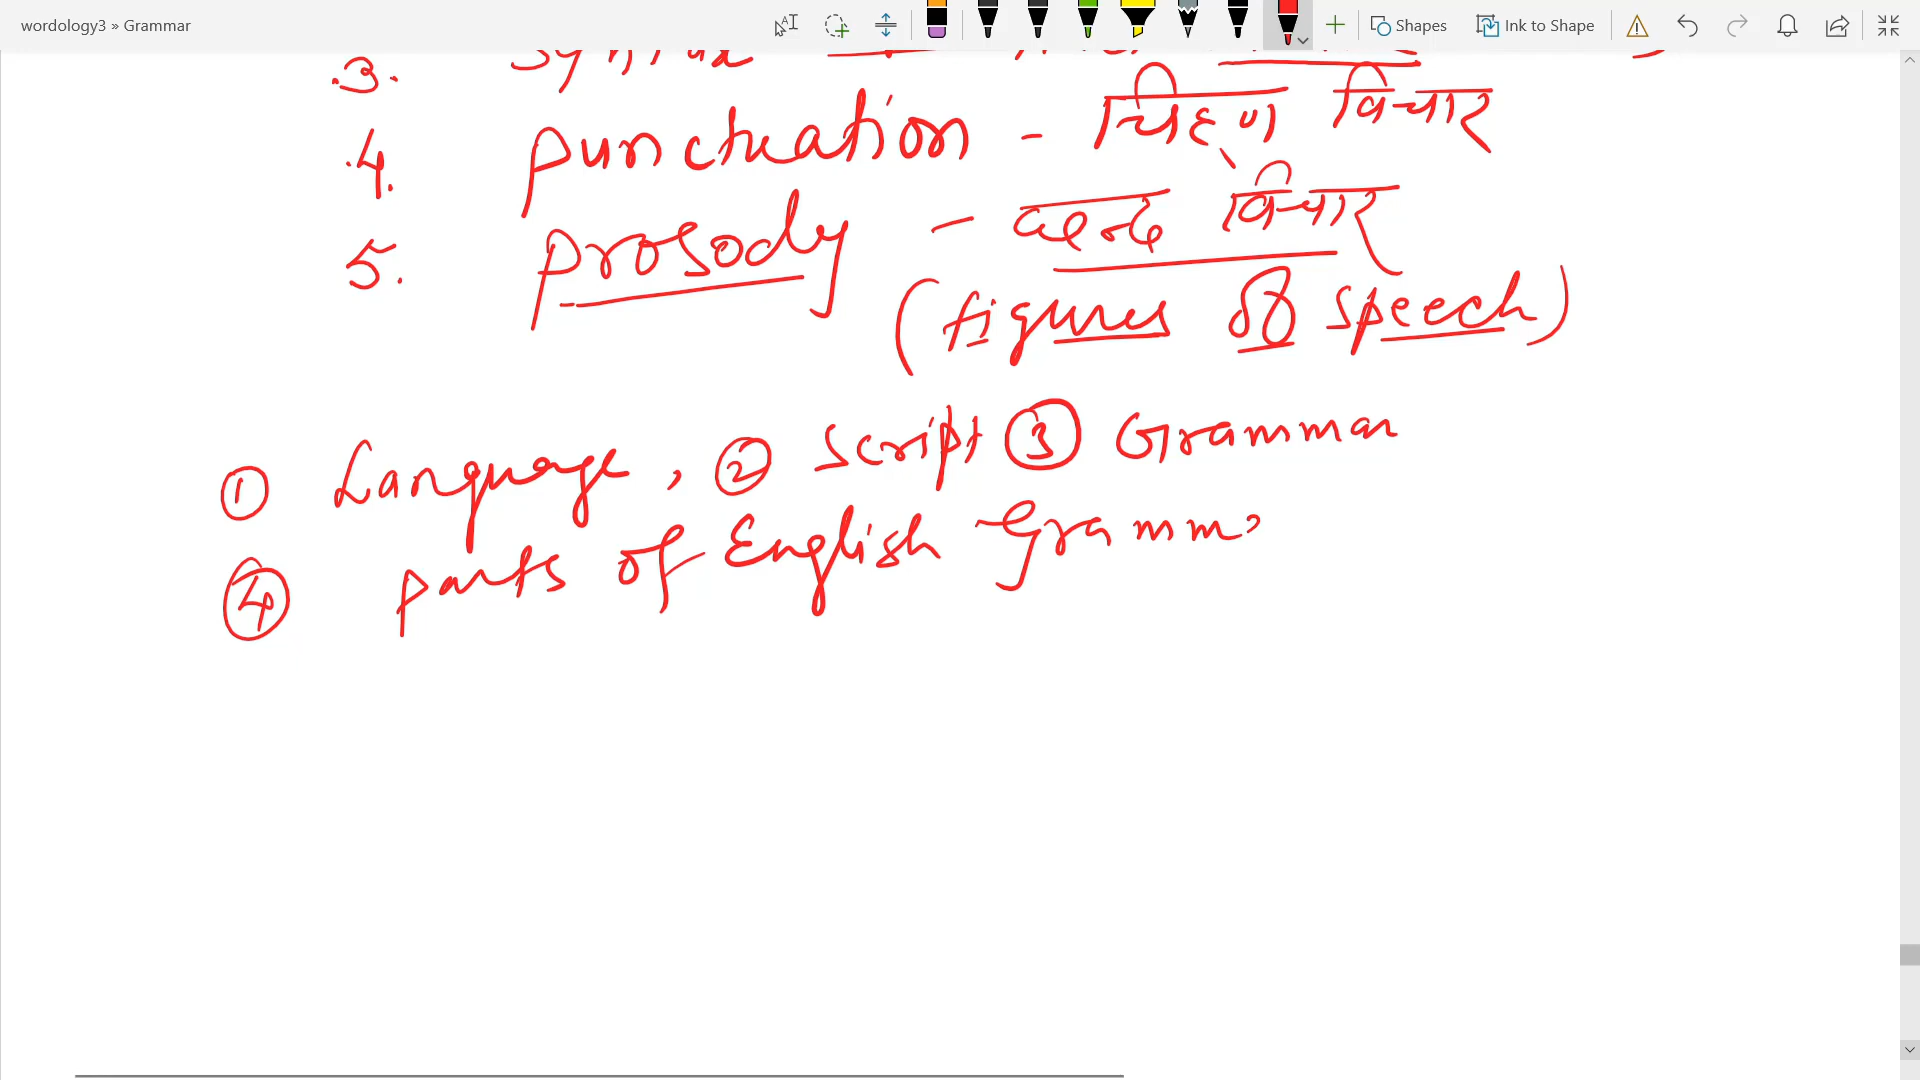 wordology3 » Grammar
Shapes
Ink to Shape
3. Syntax
4. punctuation - चिह्ण विचार
5. prosody - छन्द विचार
(figures of speech)
① Language, ② Script ③ Grammar
④ parts of English Gramm